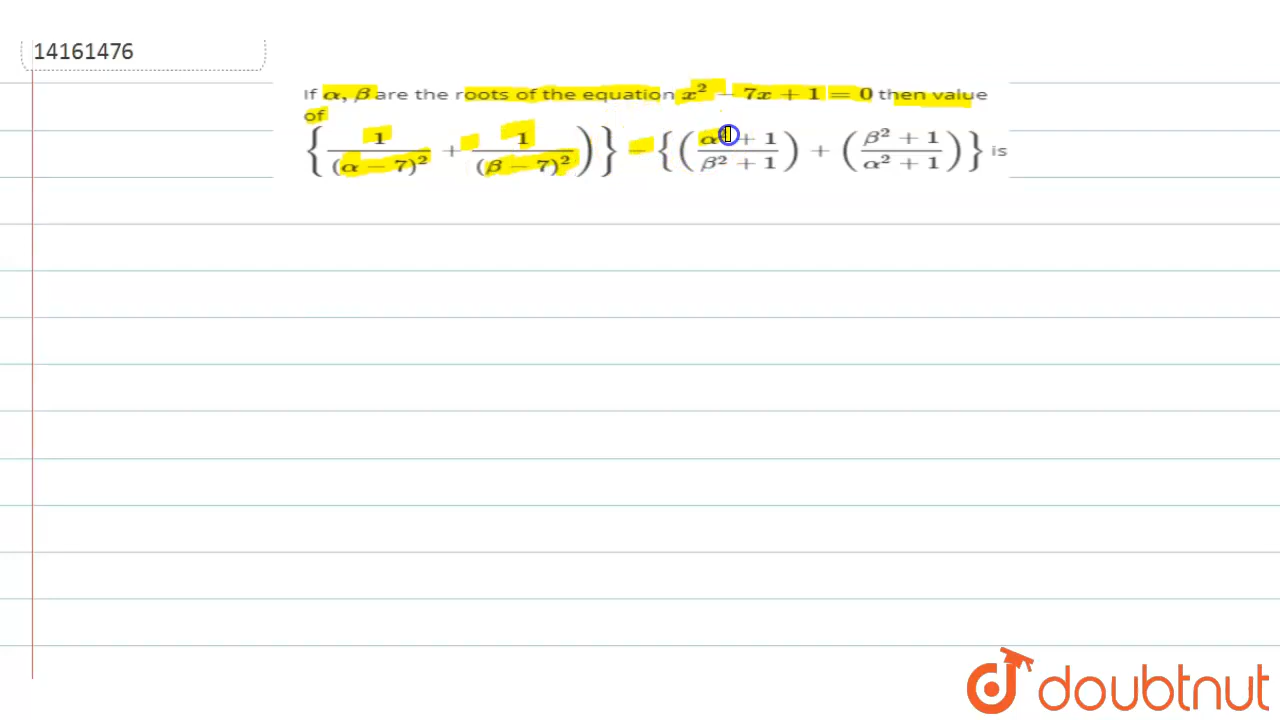 14161476
If α, β are the roots of the equation x² − 7x + 1 = 0 then value
of
{1/(α − 7)² + 1/(β − 7)²)} − {((α² + 1)/(β² + 1)) + ((β² + 1)/(α² + 1))} is
doubtnut